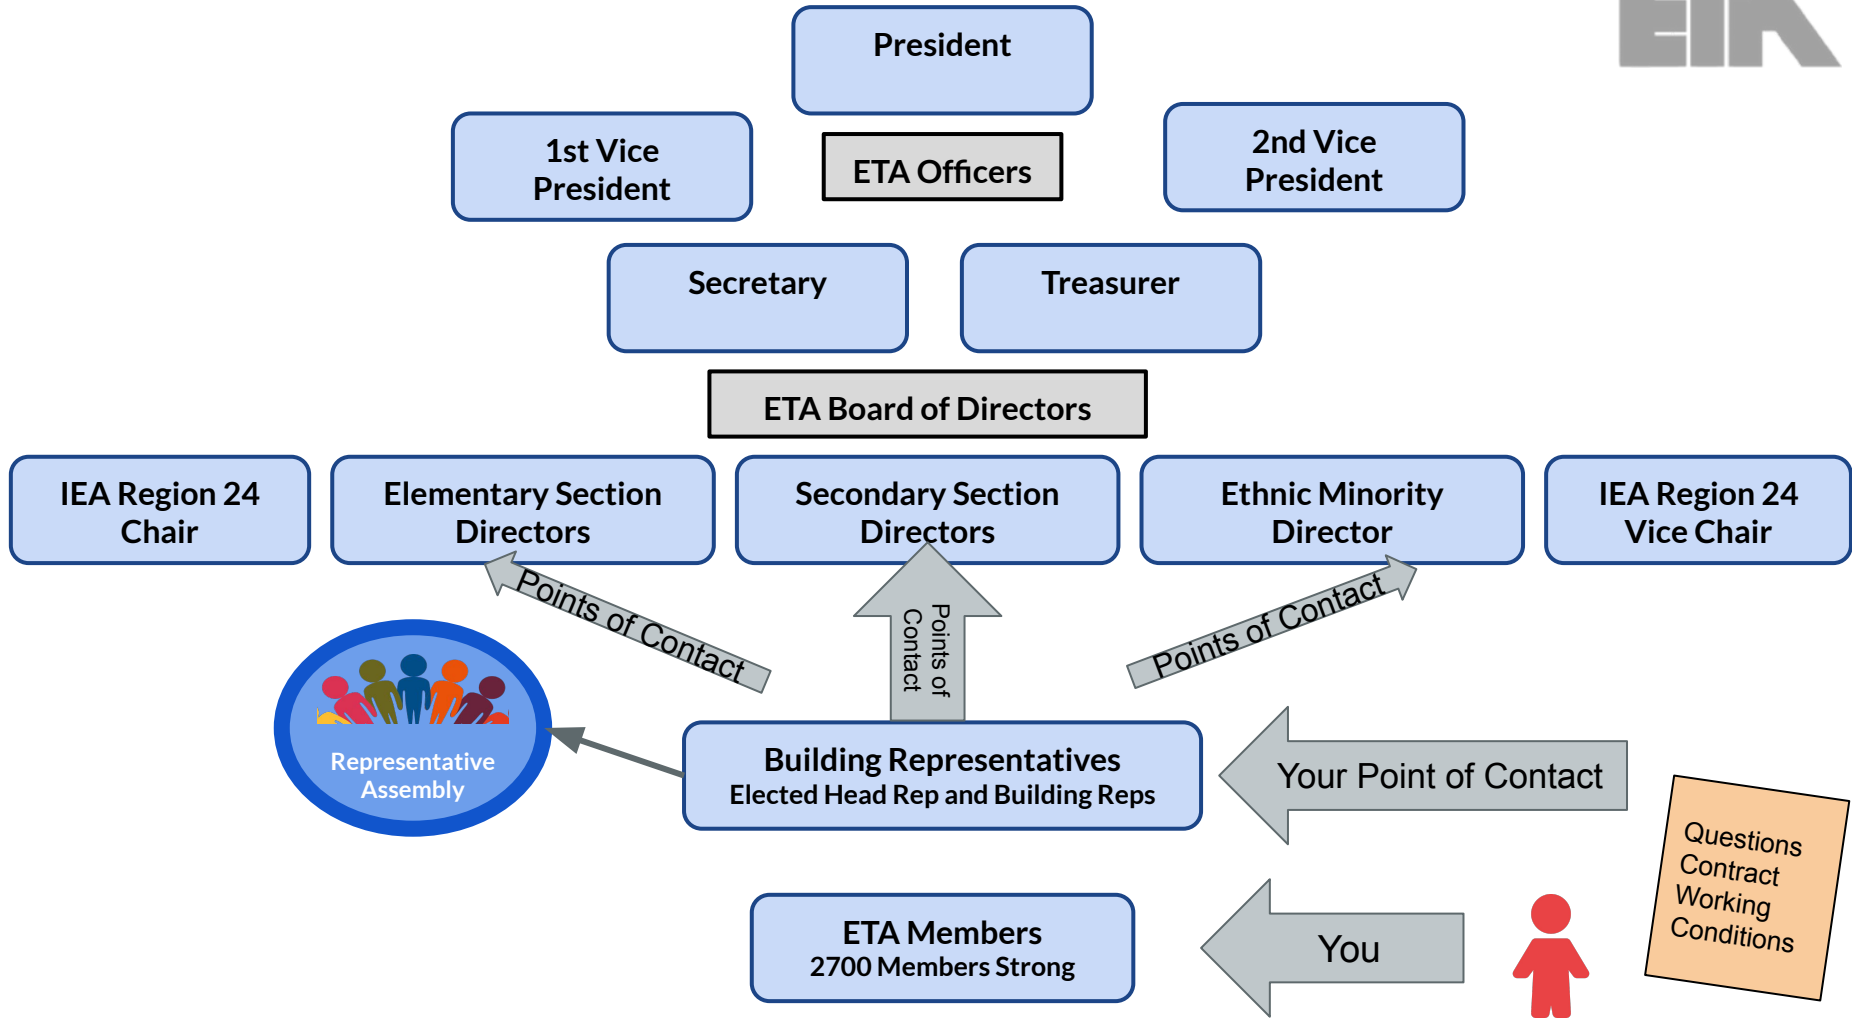 President
1st Vice
President
ETA Officers
2nd Vice
President
Secretary
Treasurer
ETA Board of Directors
IEA Region 24
Chair
Elementary Section
Directors
Secondary Section
Directors
Ethnic Minority
Director
IEA Region 24
Vice Chair
Points of Contact
Points of
Contact
Points of Contact
Representative
Assembly
Building Representatives
Elected Head Rep and Building Reps
Your Point of Contact
Questions
Contract
Working
Conditions
ETA Members
2700 Members Strong
You